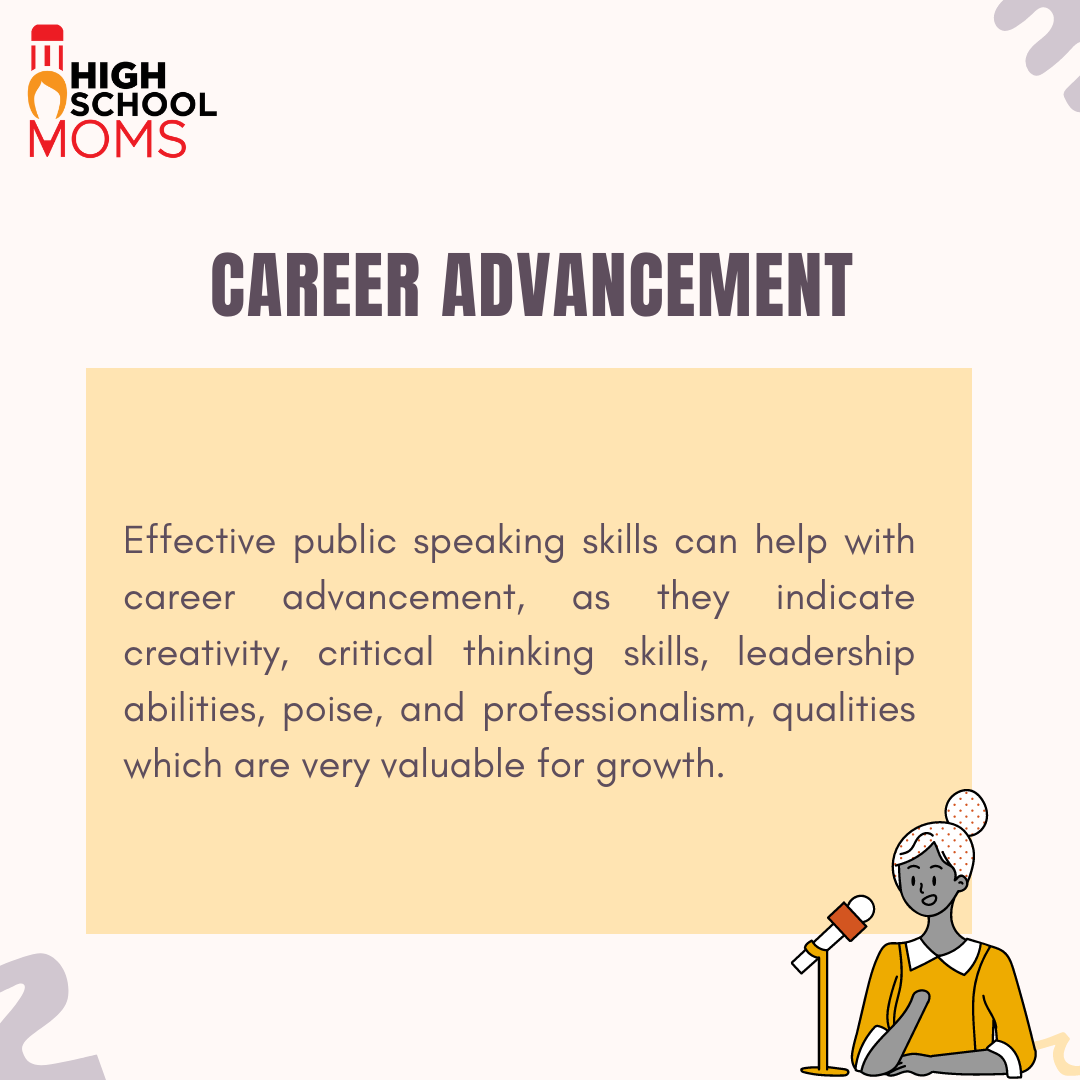 HIGH
SCHOOL
MOMS
CAREER ADVANCEMENT
Effective public speaking skills can help with
career advancement, as they indicate
creativity, critical thinking skills, leadership
abilities, poise, and professionalism, qualities
which are very valuable for growth.